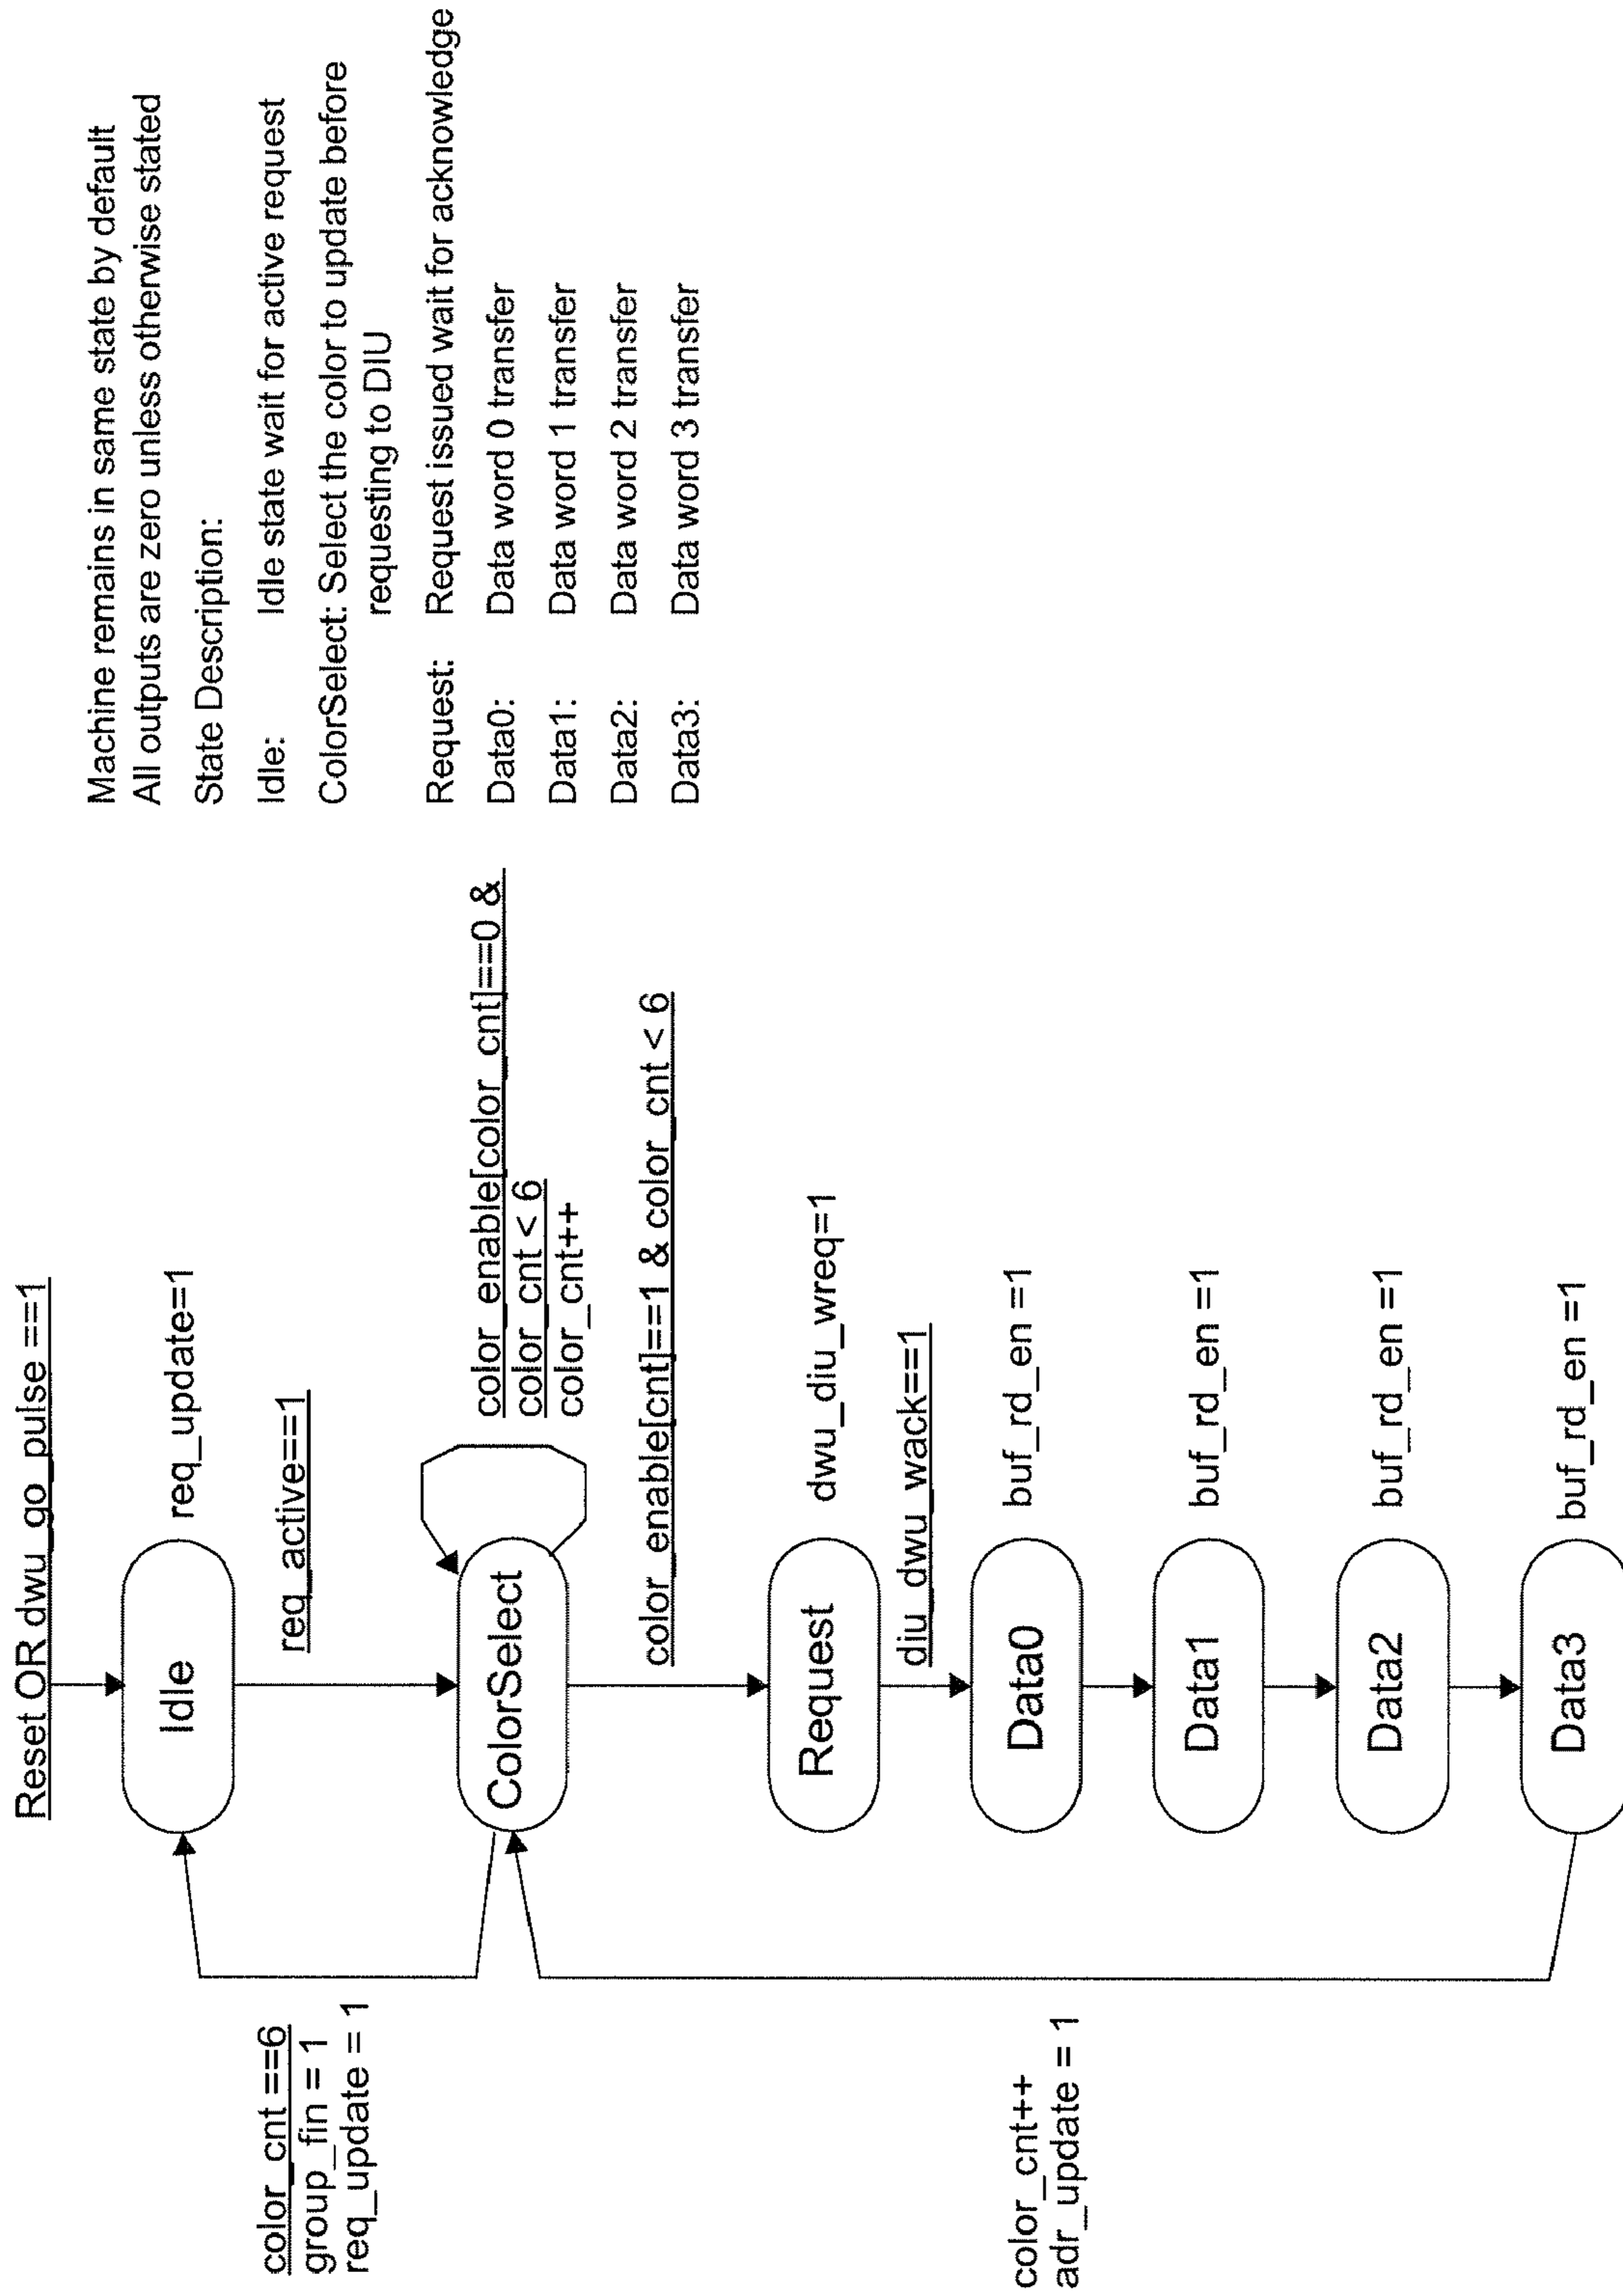 Reset OR dwu_go_pulse ==1
Idle
req_update=1
req_active==1
color_cnt ==6
group_fin = 1
req_update = 1
ColorSelect
color_enable[color_cnt]==0 &
color_cnt < 6
color_cnt++
color_enable[cnt]==1 & color_cnt < 6
Request
dwu_diu_wreq=1
diu_dwu_wack==1
Data0
buf_rd_en =1
Data1
buf_rd_en =1
Data2
buf_rd_en =1
Data3
buf_rd_en =1
color_cnt++
adr_update = 1
Machine remains in same state by default
All outputs are zero unless otherwise stated
State Description:
Idle: Idle state wait for active request
ColorSelect: Select the color to update before
requesting to DIU
Request: Request issued wait for acknowledge
Data0: Data word 0 transfer
Data1: Data word 1 transfer
Data2: Data word 2 transfer
Data3: Data word 3 transfer